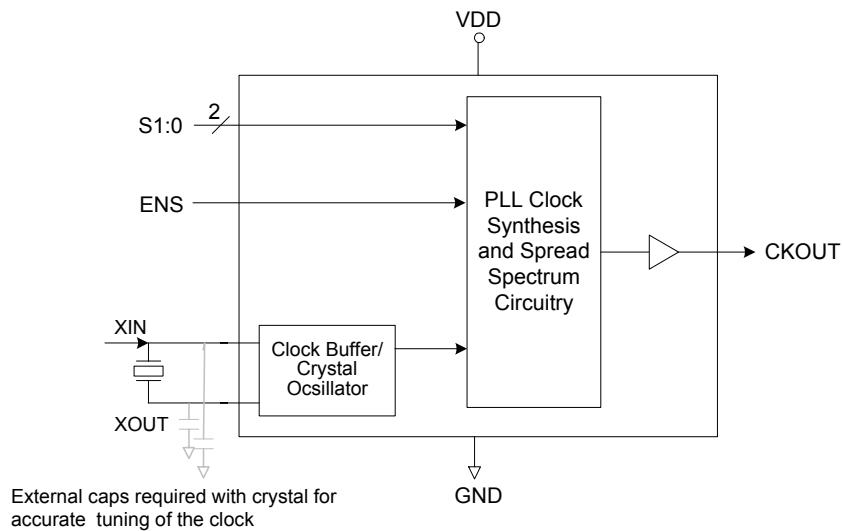 VDD
S1:0
2
ENS
PLL Clock
Synthesis
and Spread
Spectrum
Circuitry
CKOUT
XIN
Clock Buffer/
Crystal
Ocsillator
XOUT
GND
External caps required with crystal for
accurate tuning of the clock